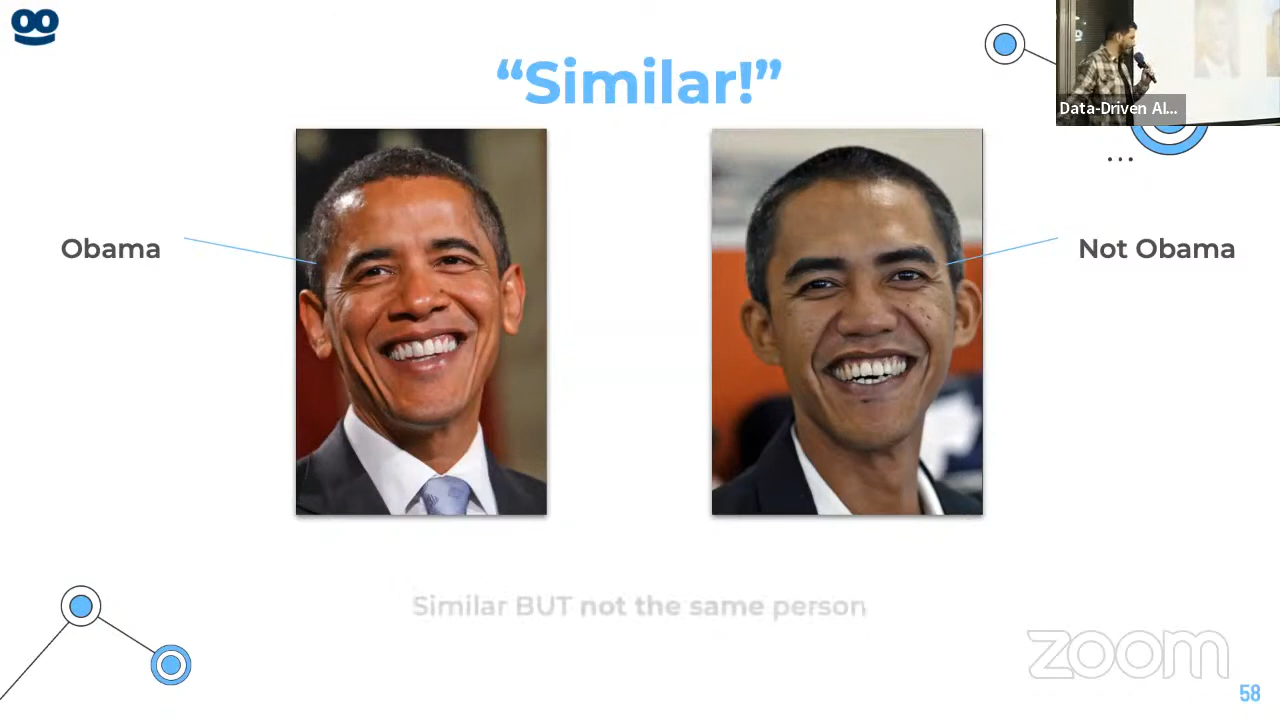 “Similar!”
Data-Driven AI...
...
Obama
Not Obama
Similar BUT not the same person
zoom
58